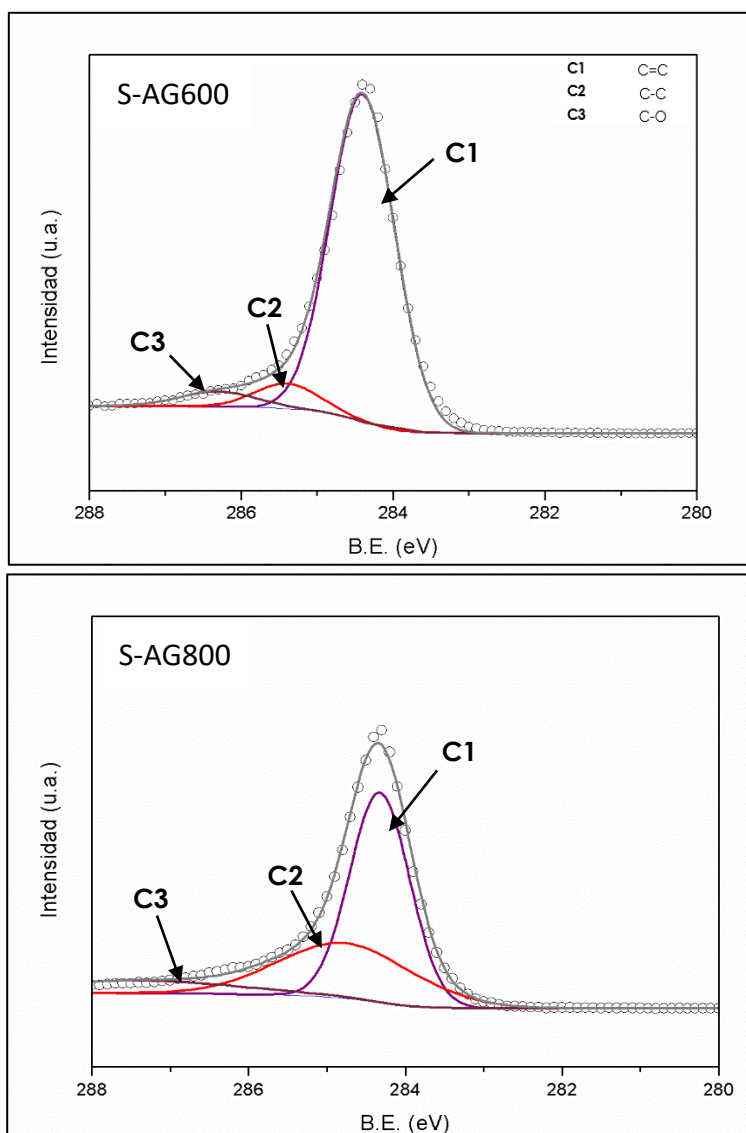 S-AG600
C1 C=C
C2 C-C
C3 C-O
C1
C2
C3
Intensidad (u.a.)
288 286 284 282 280
B.E. (eV)
S-AG800
C1
C2
C3
Intensidad (u.a.)
288 286 284 282 280
B.E. (eV)